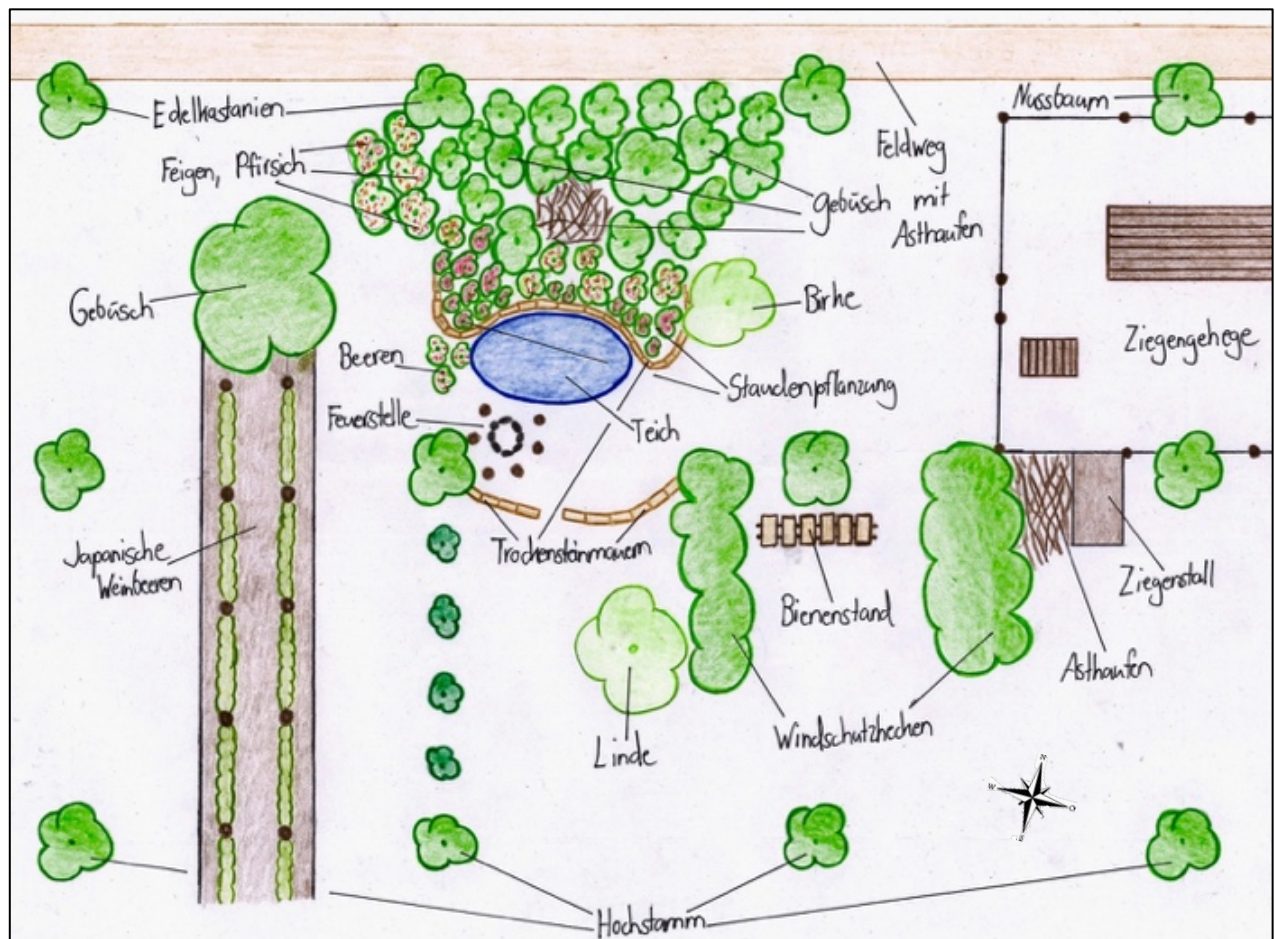 Edelkastanien
Nussbaum
Feldweg
Feigen, Pfirsich
Gebüsch mit
Asthaufen
Gebüsch
Birke
Ziegengehege
Beeren
Staudenpflanzung
Feuerstelle
Teich
Japanische
Weinbeeren
Trockensteinmauern
Bienenstand
Ziegenstall
Asthaufen
Linde
Windschutzhecken
N
W
O
S
Hochstamm